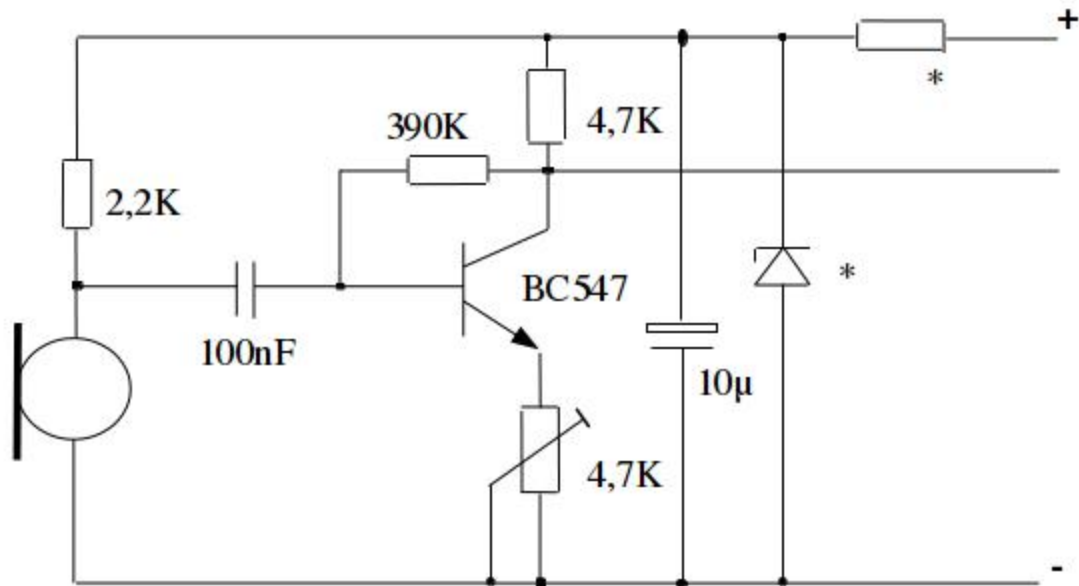 +
*
4,7K
390K
2,2K
BC547
*
100nF
10μ
4,7K
-